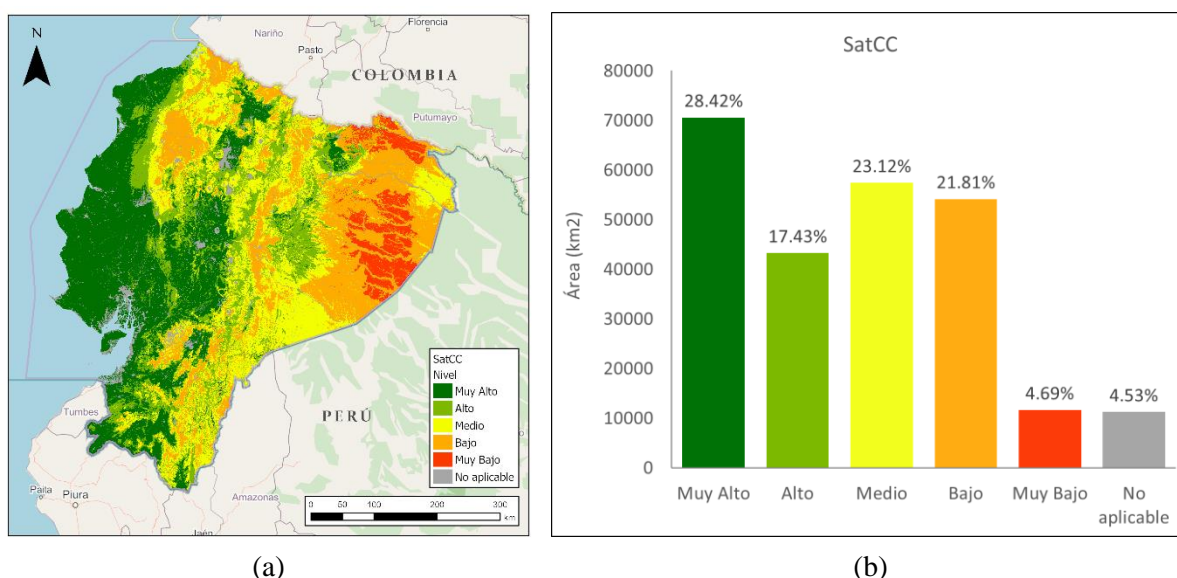 N
Nariño
Florencia
Pasto
COLOMBIA
Putumayo
PERÚ
Tumbes
Paita
Piura
Amazonas
Jaén
SatCC
Nivel
Muy Alto
Alto
Medio
Bajo
Muy Bajo
No aplicable
0 50 100 200 300
km
(a)
SatCC
Área (km2)
80000
70000
60000
50000
40000
30000
20000
10000
0
28.42%
17.43%
23.12%
21.81%
4.69%
4.53%
Muy Alto
Alto
Medio
Bajo
Muy Bajo
No
aplicable
(b)